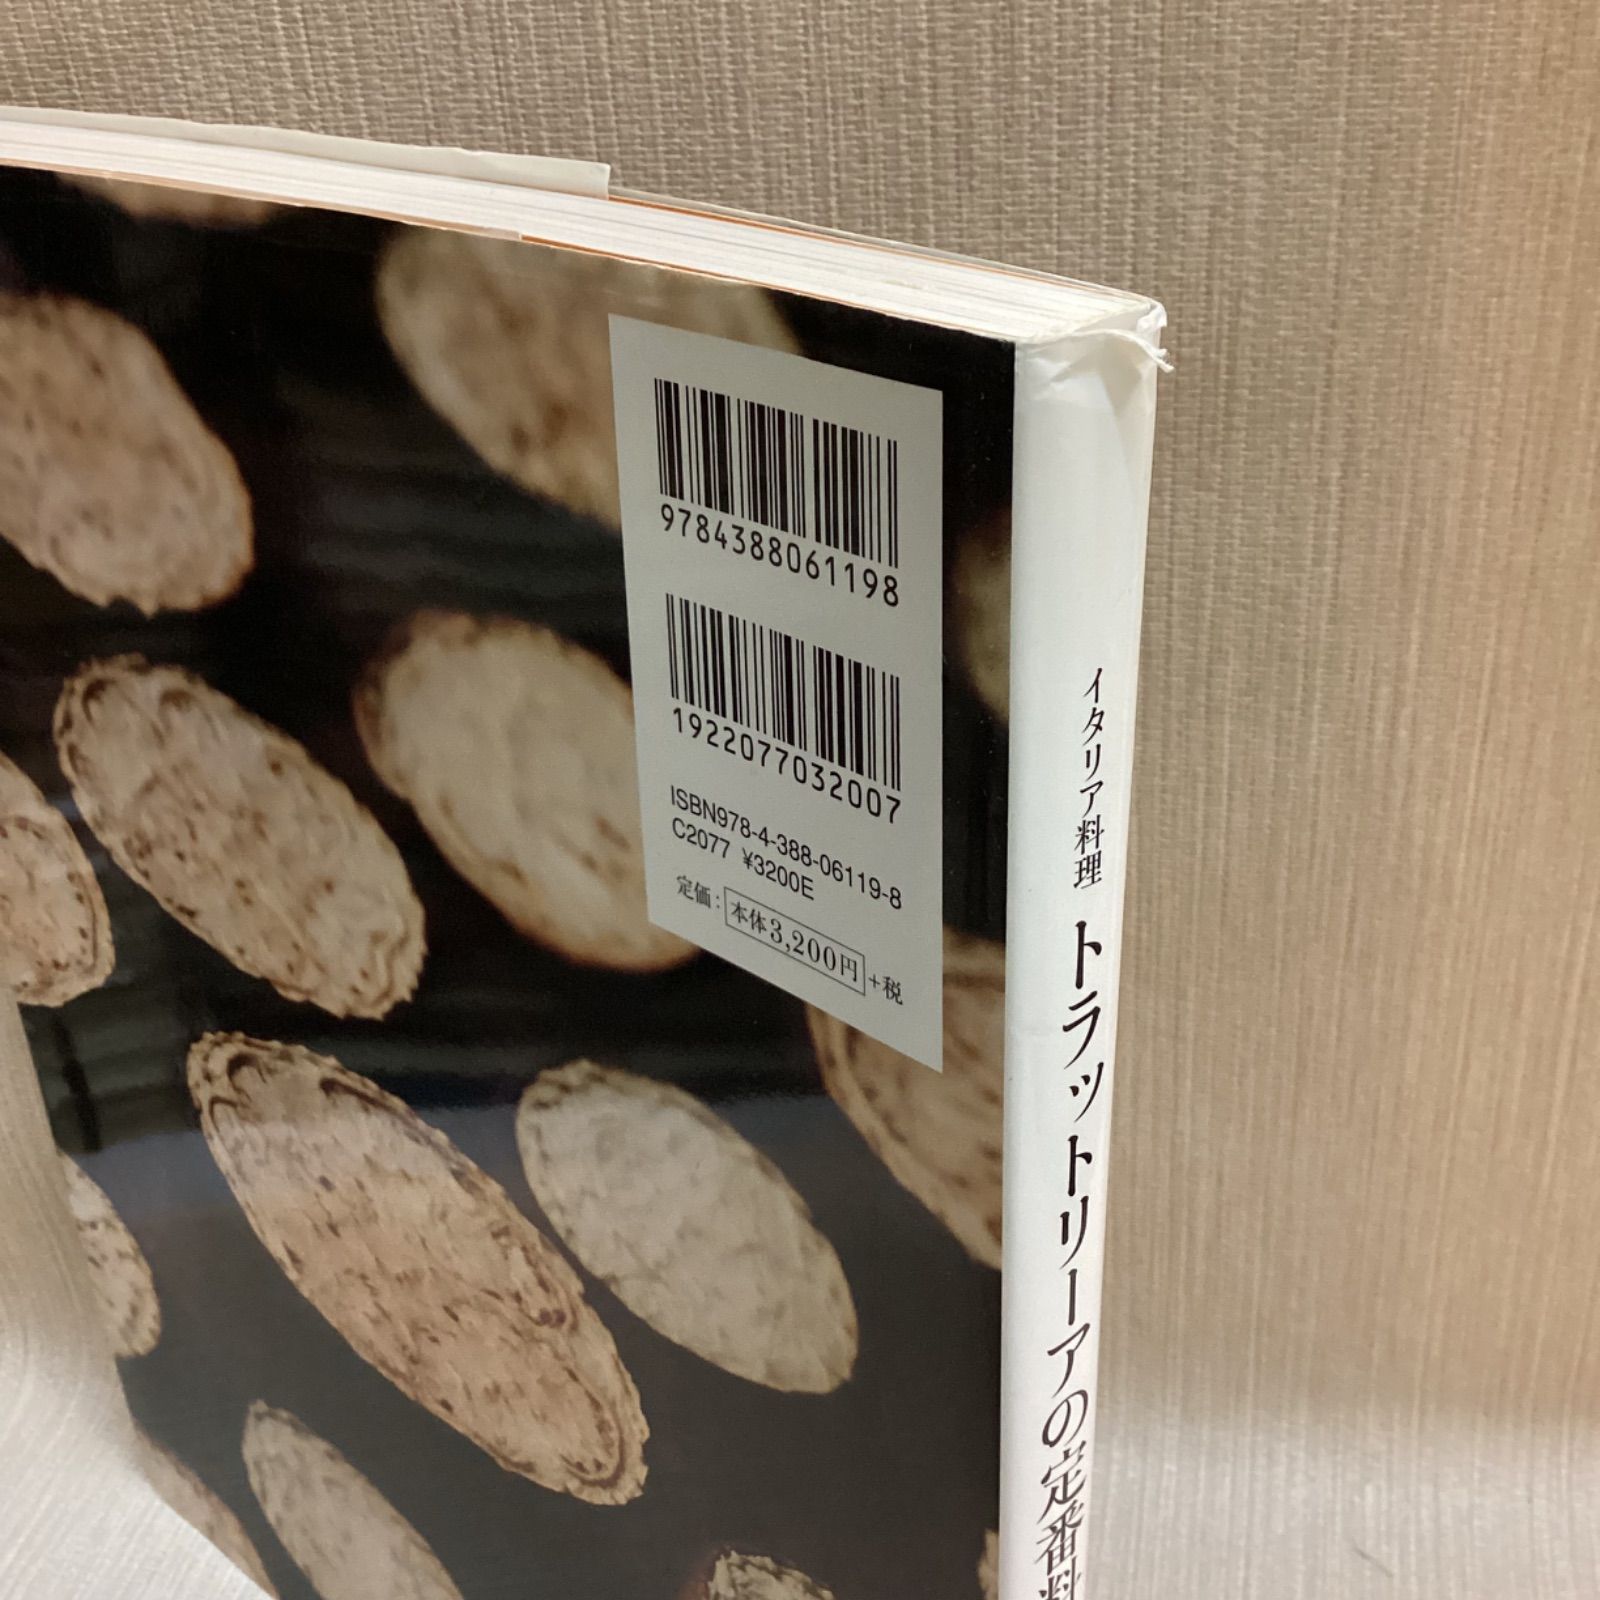 9784388061198
1922077032007
ISBN978-4-388-06119-8
C2077 ¥3200E
定価：本体3,200円+税
イタリア料理 トラットリーアの定番料